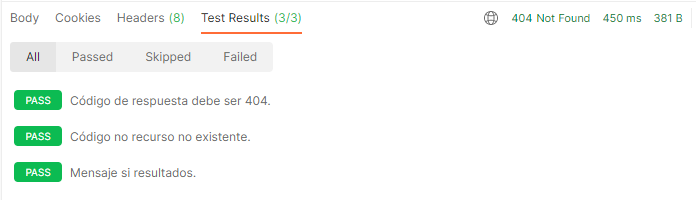 Body Cookies Headers (8) Test Results (3/3) 404 Not Found 450 ms 381 B
All Passed Skipped Failed
PASS Código de respuesta debe ser 404.
PASS Código no recurso no existente.
PASS Mensaje si resultados.